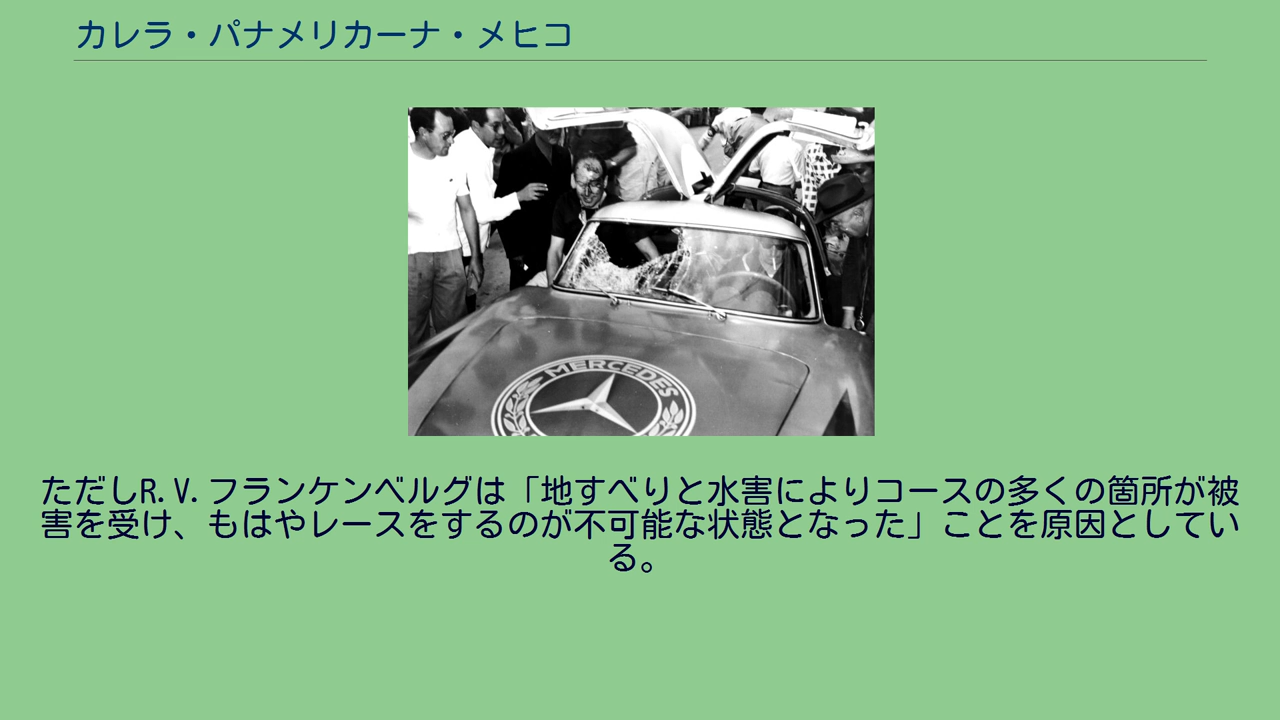 カレラ・パナメリカーナ・メヒコ
MERCEDES
ただしR.V.フランケンベルグは「地すべりと水害によりコースの多くの箇所が被
害を受け、もはやレースをするのが不可能な状態となった」ことを原因としてい
る。